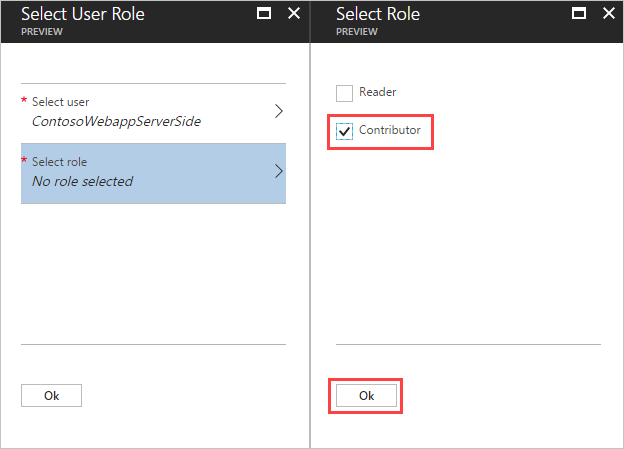 Select User Role
PREVIEW
* Select user
ContosoWebappServerSide
* Select role
No role selected
Ok
Select Role
PREVIEW
Reader
Contributor
Ok